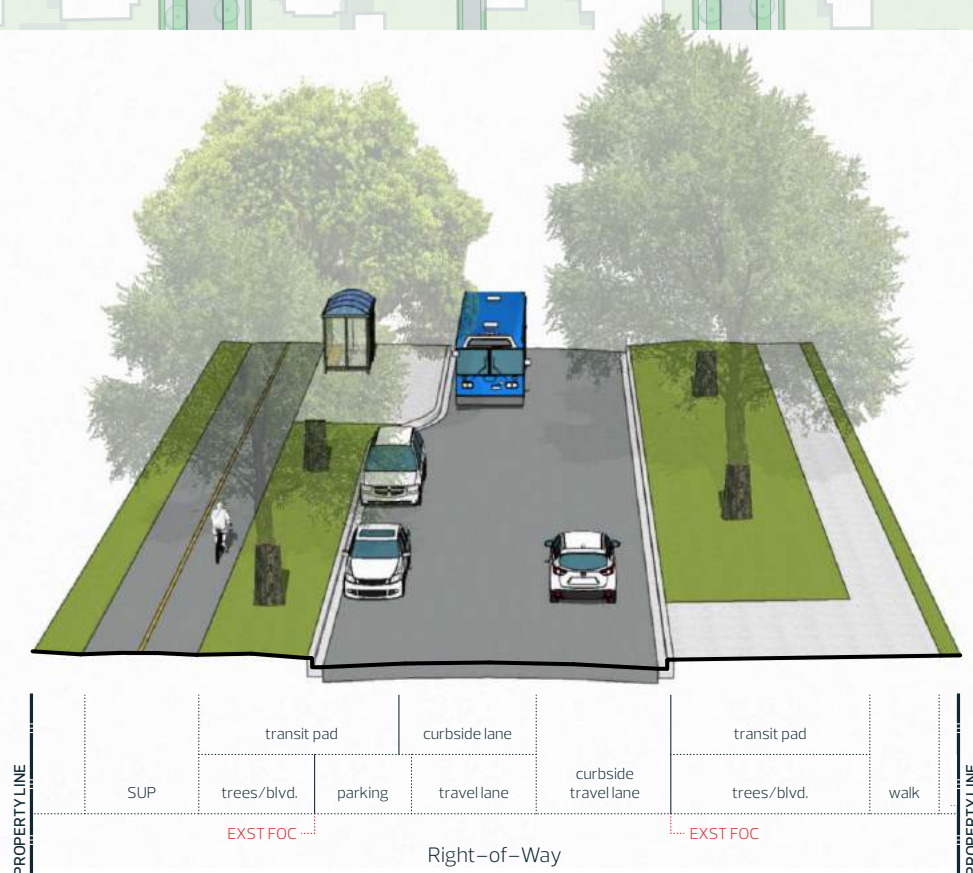 transit pad
curbside lane
transit pad
SUP
trees/blvd.
parking
travel lane
curbside
travel lane
trees/blvd.
walk
EXST FOC
EXST FOC
Right-of-Way
PROPERTY LINE
PROPERTY LINE